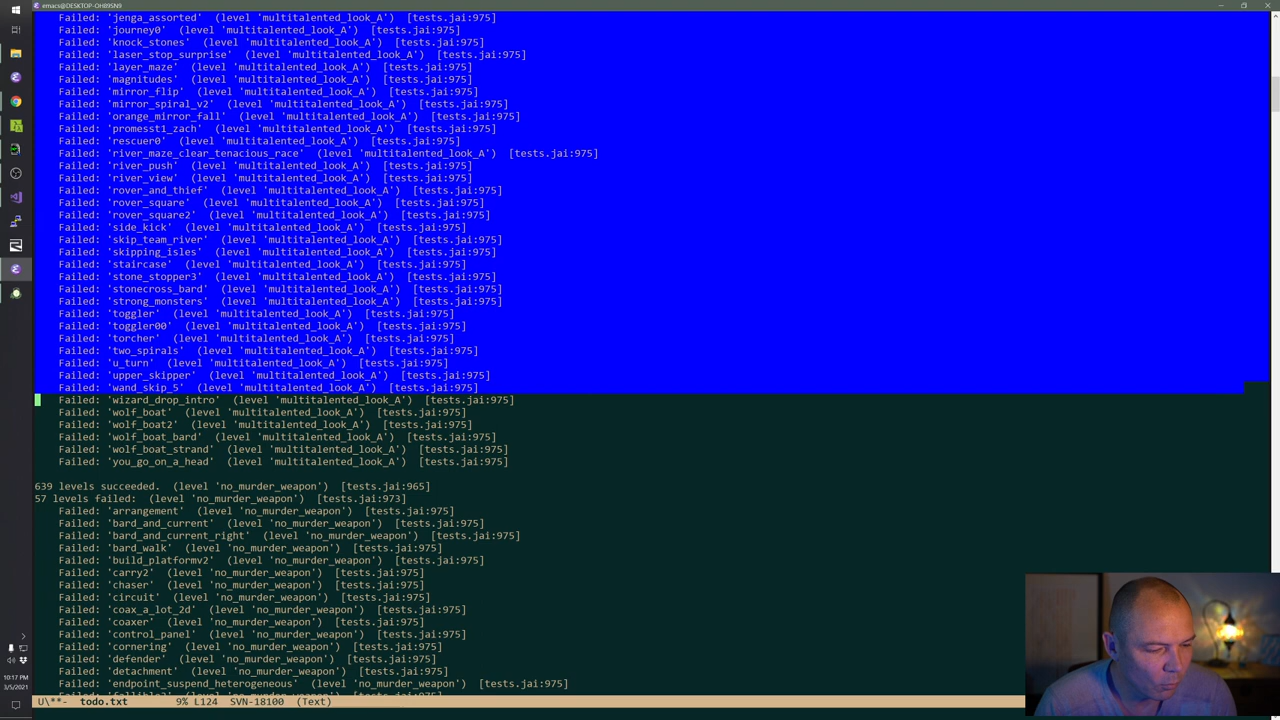 emacs@DESKTOP-OHR9SN9
Failed: 'jenga_assorted'  (level 'multitalented_look_A')  [tests.jai:975]
Failed: 'journey0'  (level 'multitalented_look_A')  [tests.jai:975]
Failed: 'knock_stones'  (level 'multitalented_look_A')  [tests.jai:975]
Failed: 'laser_stop_surprise'  (level 'multitalented_look_A')  [tests.jai:975]
Failed: 'layer_maze'  (level 'multitalented_look_A')  [tests.jai:975]
Failed: 'magnitudes'  (level 'multitalented_look_A')  [tests.jai:975]
Failed: 'mirror_flip'  (level 'multitalented_look_A')  [tests.jai:975]
Failed: 'mirror_spiral_v2'  (level 'multitalented_look_A')  [tests.jai:975]
Failed: 'orange_mirror_fall'  (level 'multitalented_look_A')  [tests.jai:975]
Failed: 'promesst1_zach'  (level 'multitalented_look_A')  [tests.jai:975]
Failed: 'rescuer0'  (level 'multitalented_look_A')  [tests.jai:975]
Failed: 'river_maze_clear_tenacious_race'  (level 'multitalented_look_A')  [tests.jai:975]
Failed: 'river_push'  (level 'multitalented_look_A')  [tests.jai:975]
Failed: 'river_view'  (level 'multitalented_look_A')  [tests.jai:975]
Failed: 'rover_and_thief'  (level 'multitalented_look_A')  [tests.jai:975]
Failed: 'rover_square'  (level 'multitalented_look_A')  [tests.jai:975]
Failed: 'rover_square2'  (level 'multitalented_look_A')  [tests.jai:975]
Failed: 'side_kick'  (level 'multitalented_look_A')  [tests.jai:975]
Failed: 'skip_team_river'  (level 'multitalented_look_A')  [tests.jai:975]
Failed: 'skipping_isles'  (level 'multitalented_look_A')  [tests.jai:975]
Failed: 'staircase'  (level 'multitalented_look_A')  [tests.jai:975]
Failed: 'stone_stopper3'  (level 'multitalented_look_A')  [tests.jai:975]
Failed: 'stonecross_bard'  (level 'multitalented_look_A')  [tests.jai:975]
Failed: 'strong_monsters'  (level 'multitalented_look_A')  [tests.jai:975]
Failed: 'toggler'  (level 'multitalented_look_A')  [tests.jai:975]
Failed: 'toggler00'  (level 'multitalented_look_A')  [tests.jai:975]
Failed: 'torcher'  (level 'multitalented_look_A')  [tests.jai:975]
Failed: 'two_spirals'  (level 'multitalented_look_A')  [tests.jai:975]
Failed: 'u_turn'  (level 'multitalented_look_A')  [tests.jai:975]
Failed: 'upper_skipper'  (level 'multitalented_look_A')  [tests.jai:975]
Failed: 'wand_skip_5'  (level 'multitalented_look_A')  [tests.jai:975]
Failed: 'wizard_drop_intro'  (level 'multitalented_look_A')  [tests.jai:975]
Failed: 'wolf_boat'  (level 'multitalented_look_A')  [tests.jai:975]
Failed: 'wolf_boat2'  (level 'multitalented_look_A')  [tests.jai:975]
Failed: 'wolf_boat_bard'  (level 'multitalented_look_A')  [tests.jai:975]
Failed: 'wolf_boat_strand'  (level 'multitalented_look_A')  [tests.jai:975]
Failed: 'you_go_on_a_head'  (level 'multitalented_look_A')  [tests.jai:975]
639 levels succeeded.  (level 'no_murder_weapon')  [tests.jai:965]
57 levels failed:  (level 'no_murder_weapon')  [tests.jai:973]
Failed: 'arrangement'  (level 'no_murder_weapon')  [tests.jai:975]
Failed: 'bard_and_current'  (level 'no_murder_weapon')  [tests.jai:975]
Failed: 'bard_and_current_right'  (level 'no_murder_weapon')  [tests.jai:975]
Failed: 'bard_walk'  (level 'no_murder_weapon')  [tests.jai:975]
Failed: 'build_platformv2'  (level 'no_murder_weapon')  [tests.jai:975]
Failed: 'carry2'  (level 'no_murder_weapon')  [tests.jai:975]
Failed: 'chaser'  (level 'no_murder_weapon')  [tests.jai:975]
Failed: 'circuit'  (level 'no_murder_weapon')  [tests.jai:975]
Failed: 'coax_a_lot_2d'  (level 'no_murder_weapon')  [tests.jai:975]
Failed: 'coaxer'  (level 'no_murder_weapon')  [tests.jai:975]
Failed: 'control_panel'  (level 'no_murder_weapon')  [tests.jai:975]
Failed: 'cornering'  (level 'no_murder_weapon')  [tests.jai:975]
Failed: 'defender'  (level 'no_murder_weapon')  [tests.jai:975]
Failed: 'detachment'  (level 'no_murder_weapon')  [tests.jai:975]
Failed: 'endpoint_suspend_heterogeneous'  (level 'no_murder_weapon')  [tests.jai:975]
U\**-  todo.txt  9% L124  SVN-18100  (Text)
10:17 PM
3/5/2021